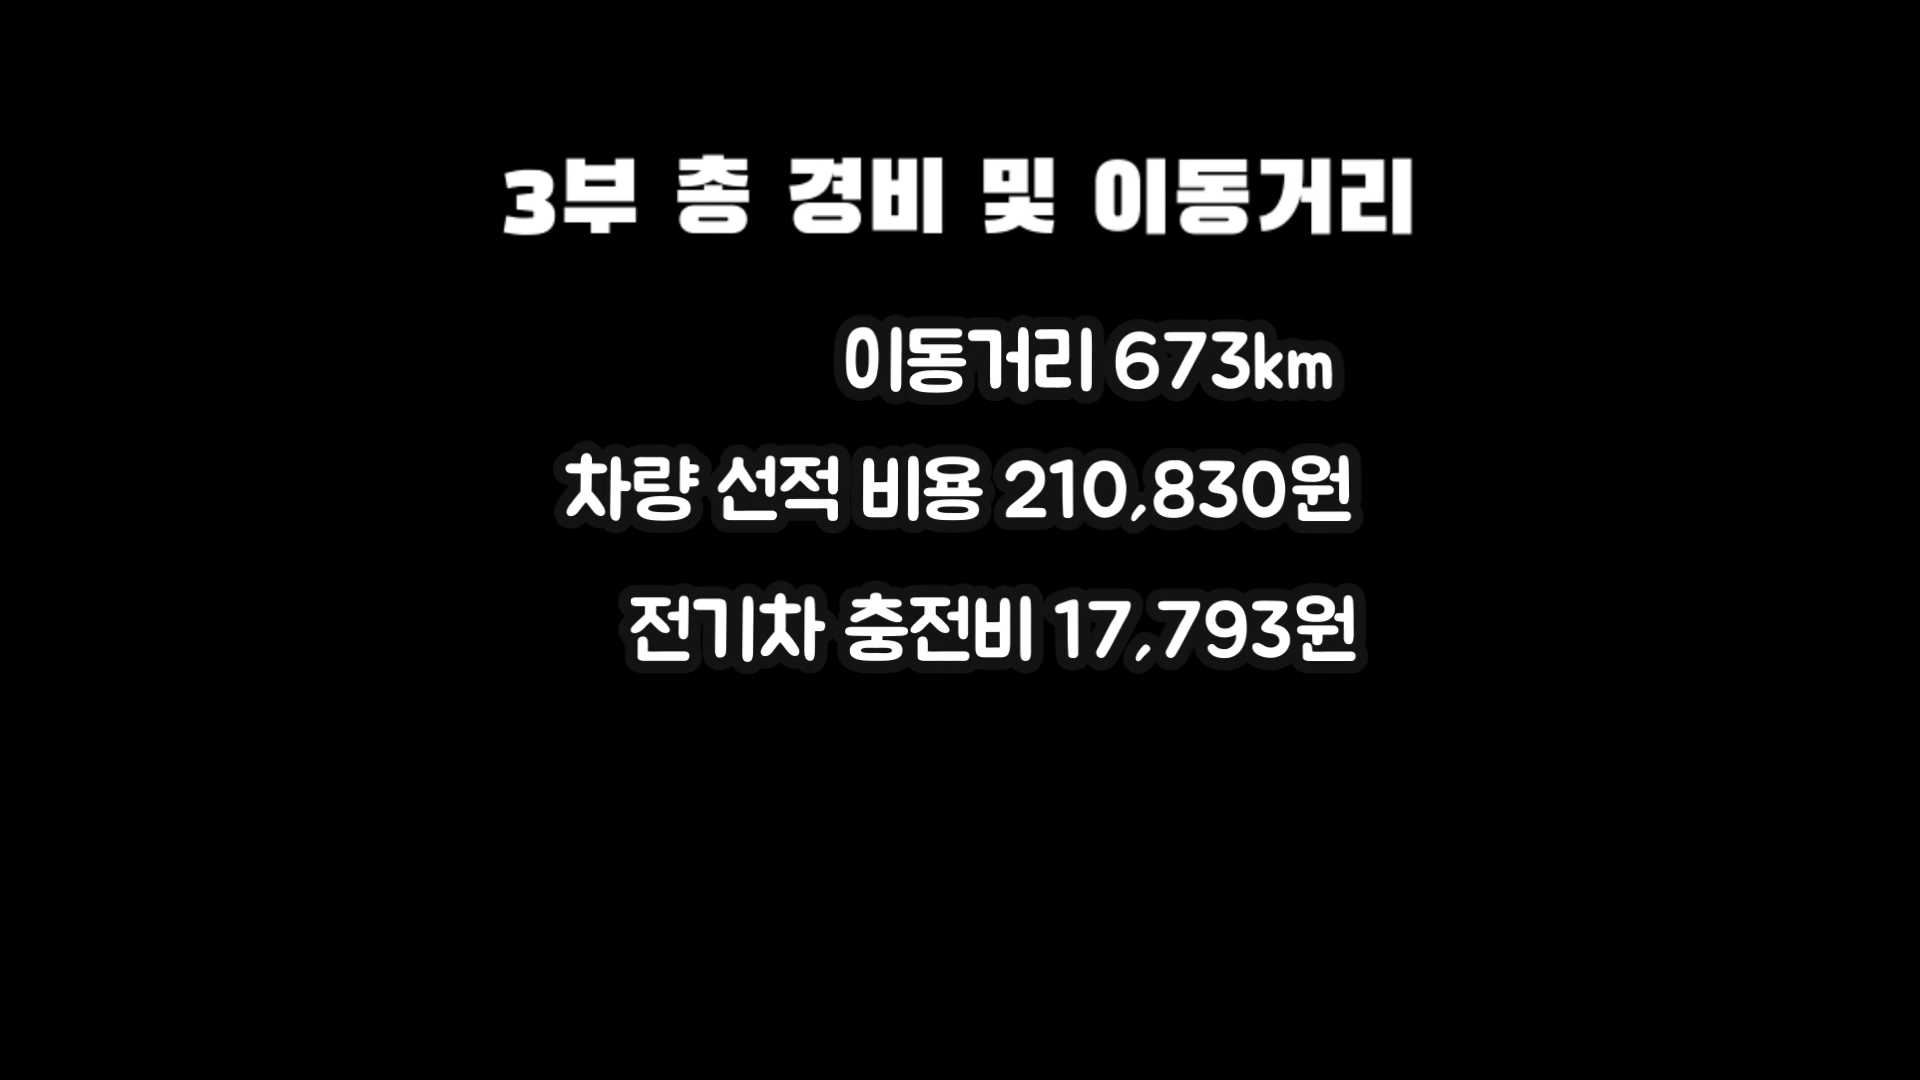 3부 총 경비 및 이동거리
이동거리 673km
차량 선적 비용 210,830원
전기차 충전비 17,793원